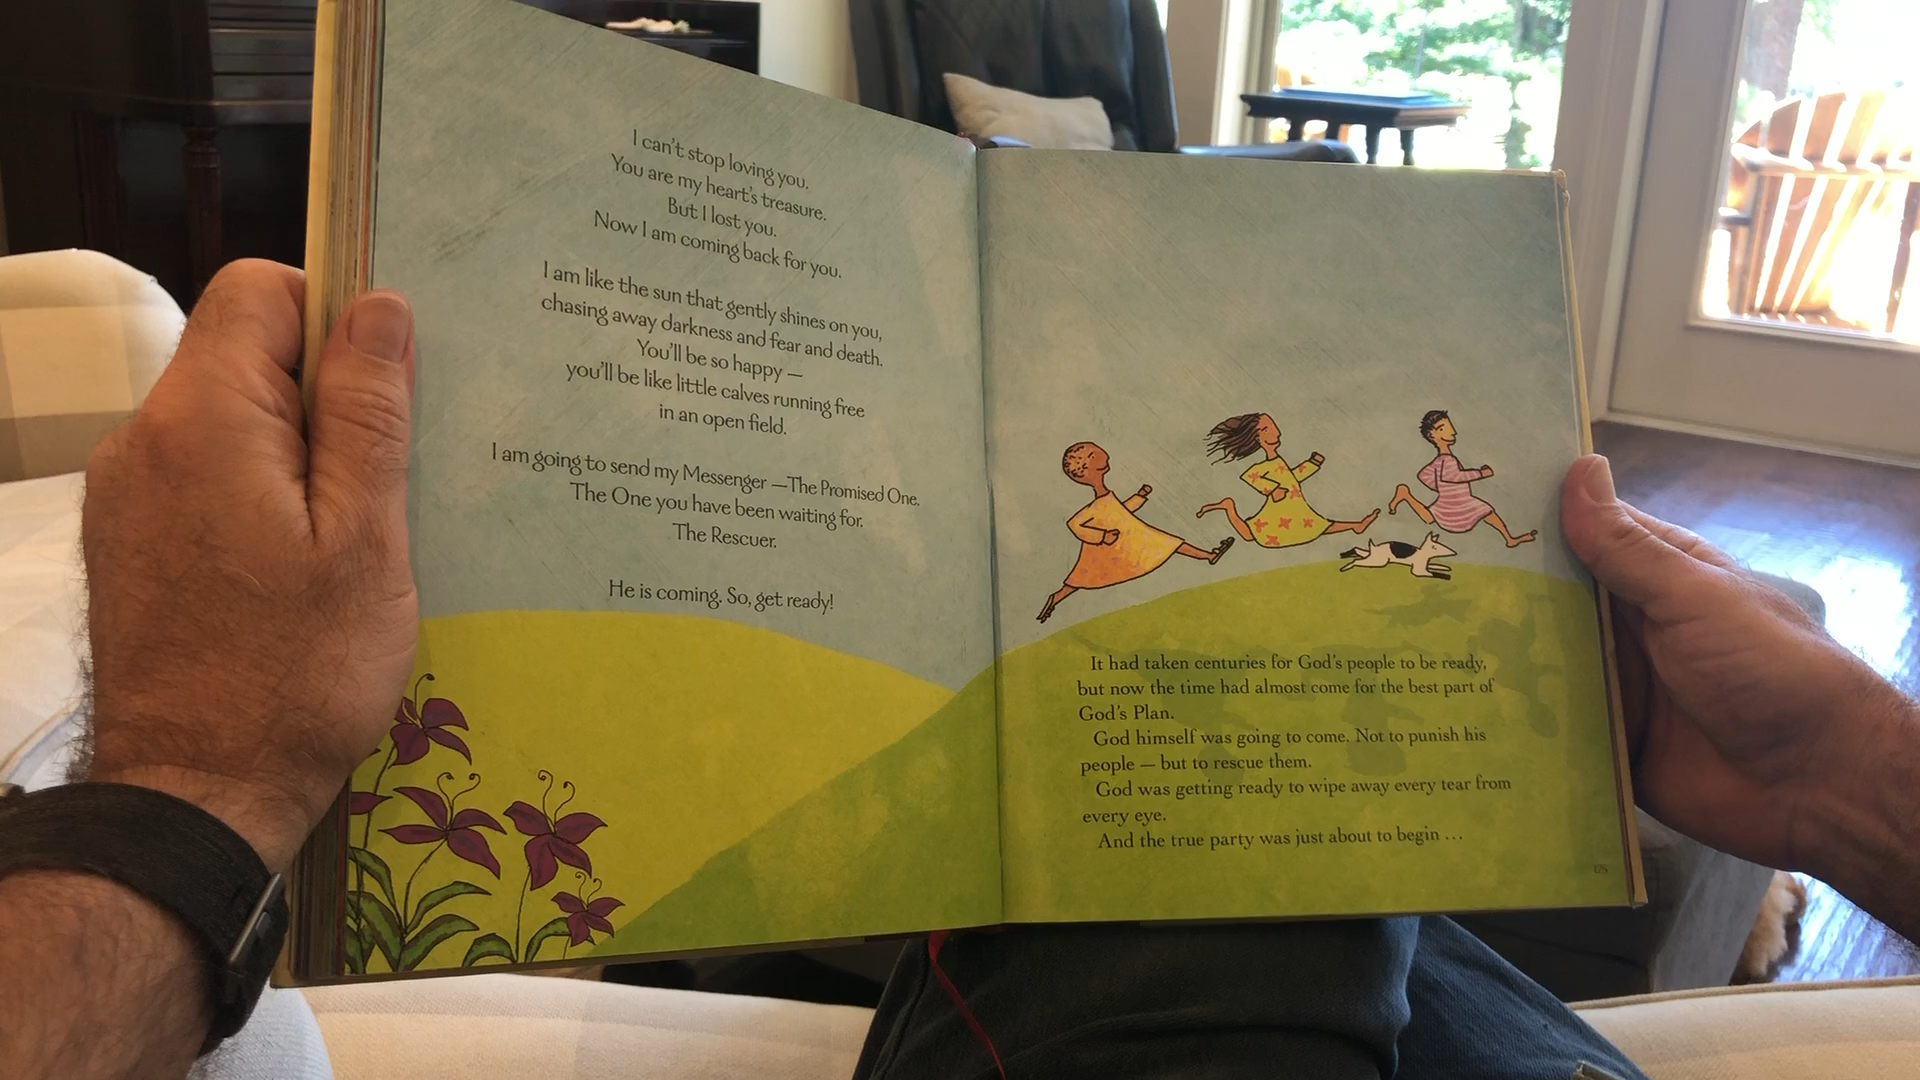 I can't stop loving you.
You are my heart's treasure.
But I lost you.
Now I am coming back for you.
I am like the sun that gently shines on you,
chasing away darkness and fear and death.
You'll be so happy —
you'll be like little calves running free
in an open field.
I am going to send my Messenger —The Promised One.
The One you have been waiting for.
The Rescuer.
He is coming. So, get ready!
It had taken centuries for God's people to be ready,
but now the time had almost come for the best part of
God's Plan.
God himself was going to come. Not to punish his
people — but to rescue them.
God was getting ready to wipe away every tear from
every eye.
And the true party was just about to begin …